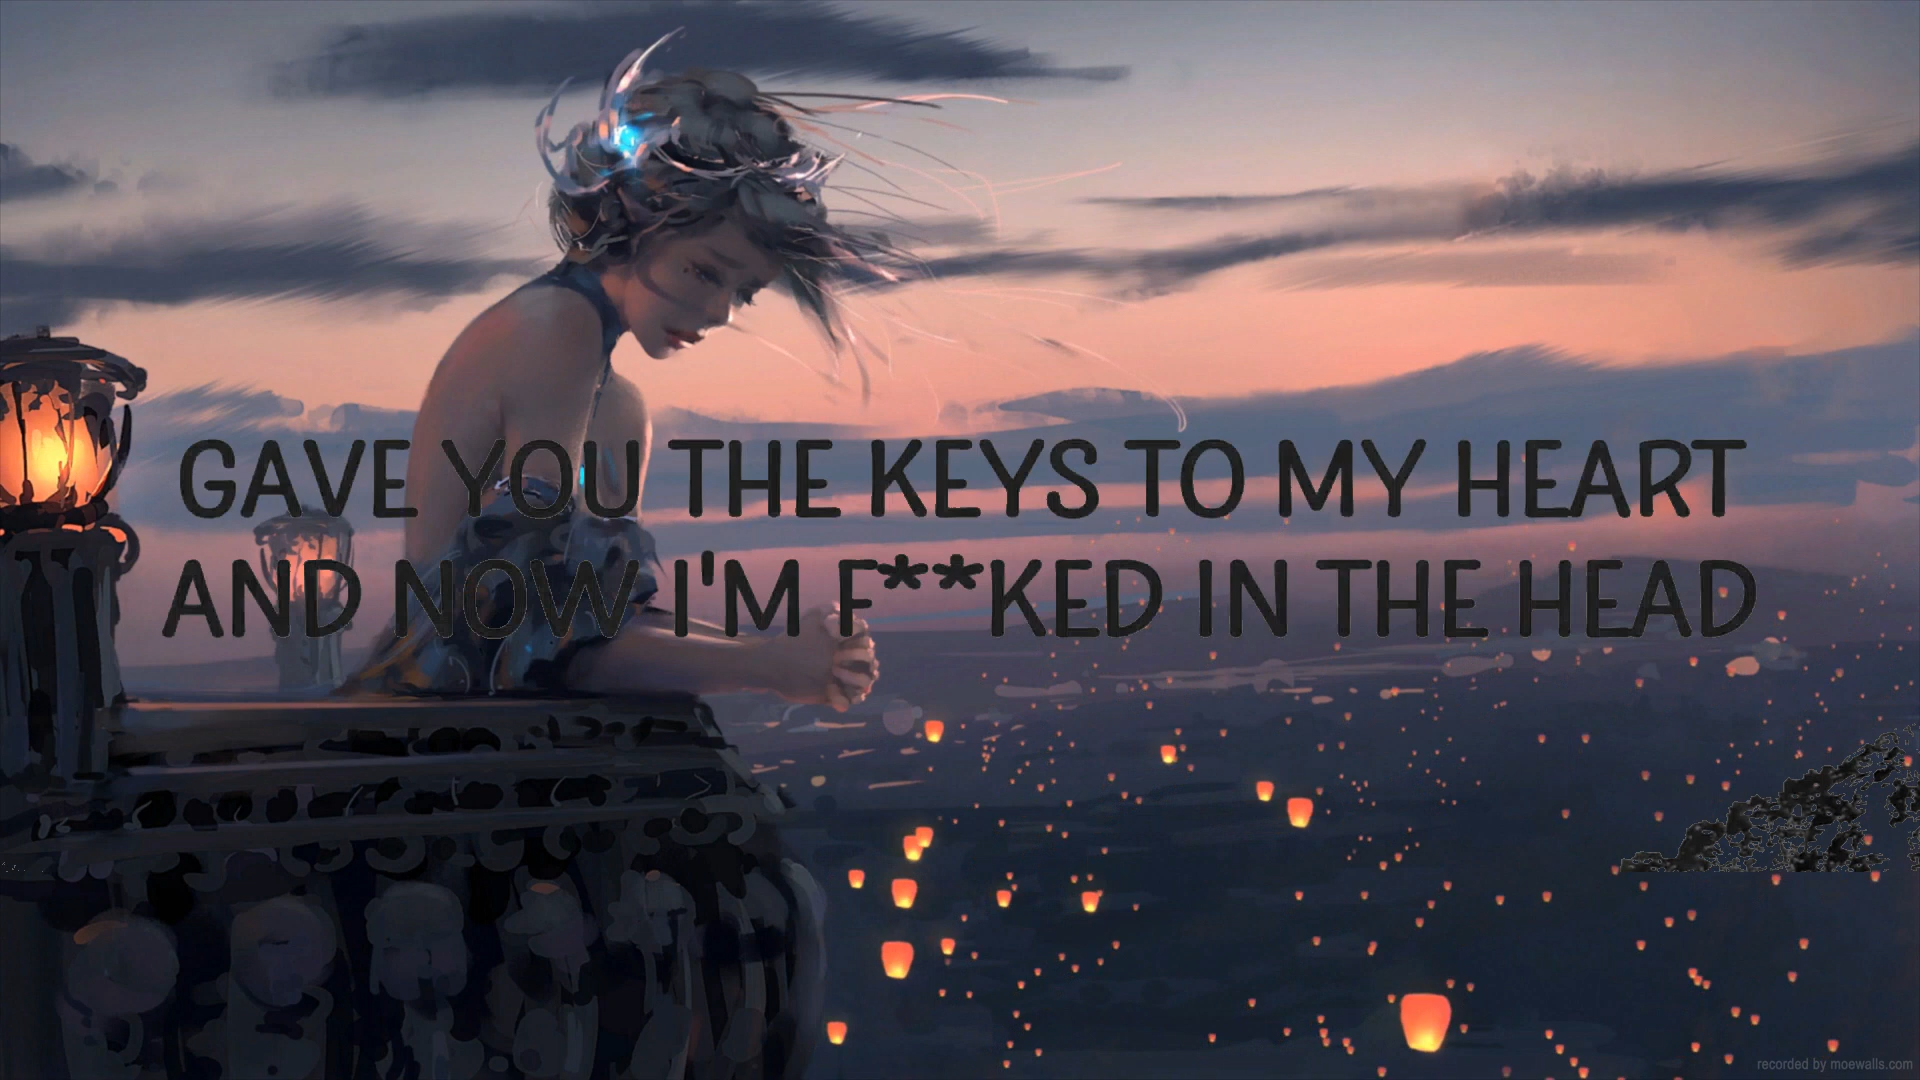 GAVE YOU THE KEYS TO MY HEART
AND NOW I'M F**KED IN THE HEAD
recorded by moewalls.com